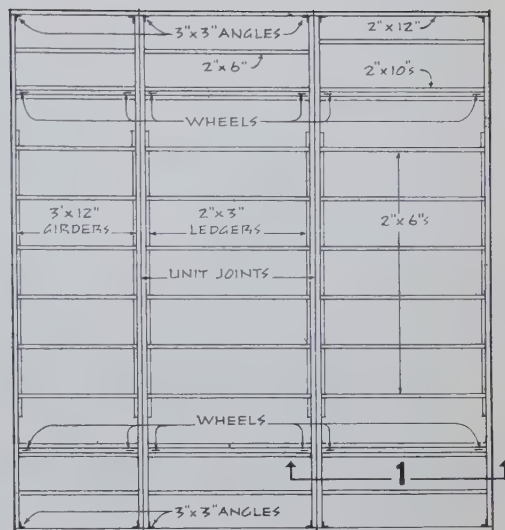 3"x3" ANGLES
2"x12"
2"x6"
2"x10's
WHEELS
3"x12"
GIRDERS
2"x3"
LEDGERS
2"x6"s
UNIT JOINTS
WHEELS
1
3"x3" ANGLES